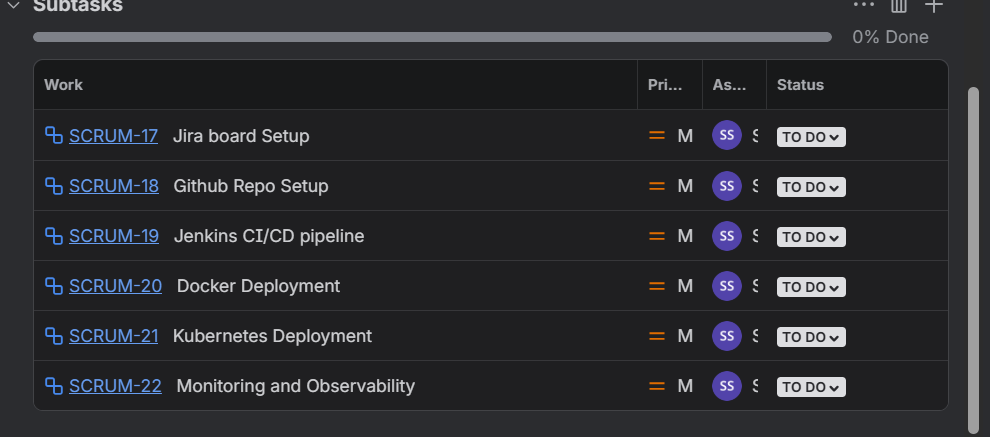 Subtasks
0% Done
Work Pri... As... Status
SCRUM-17 Jira board Setup M SS S TO DO
SCRUM-18 Github Repo Setup M SS S TO DO
SCRUM-19 Jenkins CI/CD pipeline M SS S TO DO
SCRUM-20 Docker Deployment M SS S TO DO
SCRUM-21 Kubernetes Deployment M SS S TO DO
SCRUM-22 Monitoring and Observability M SS S TO DO